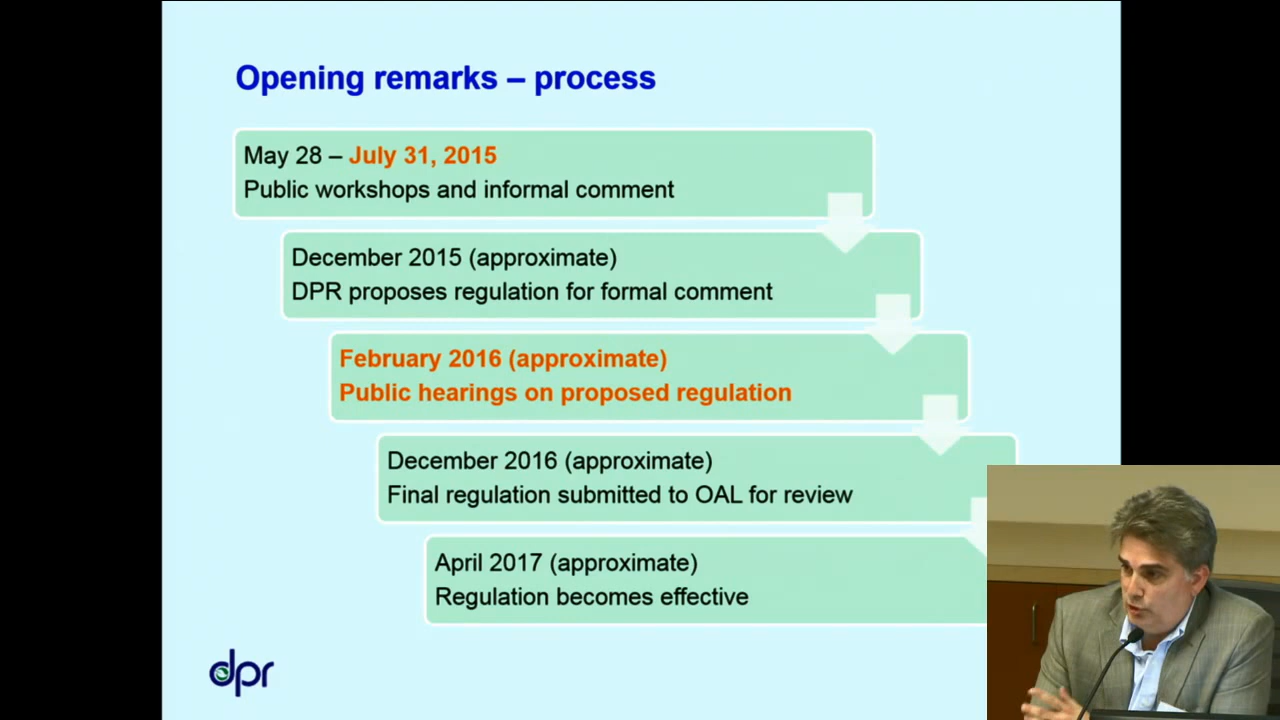 Opening remarks – process
May 28 – July 31, 2015
Public workshops and informal comment
December 2015 (approximate)
DPR proposes regulation for formal comment
February 2016 (approximate)
Public hearings on proposed regulation
December 2016 (approximate)
Final regulation submitted to OAL for review
April 2017 (approximate)
Regulation becomes effective
dpr